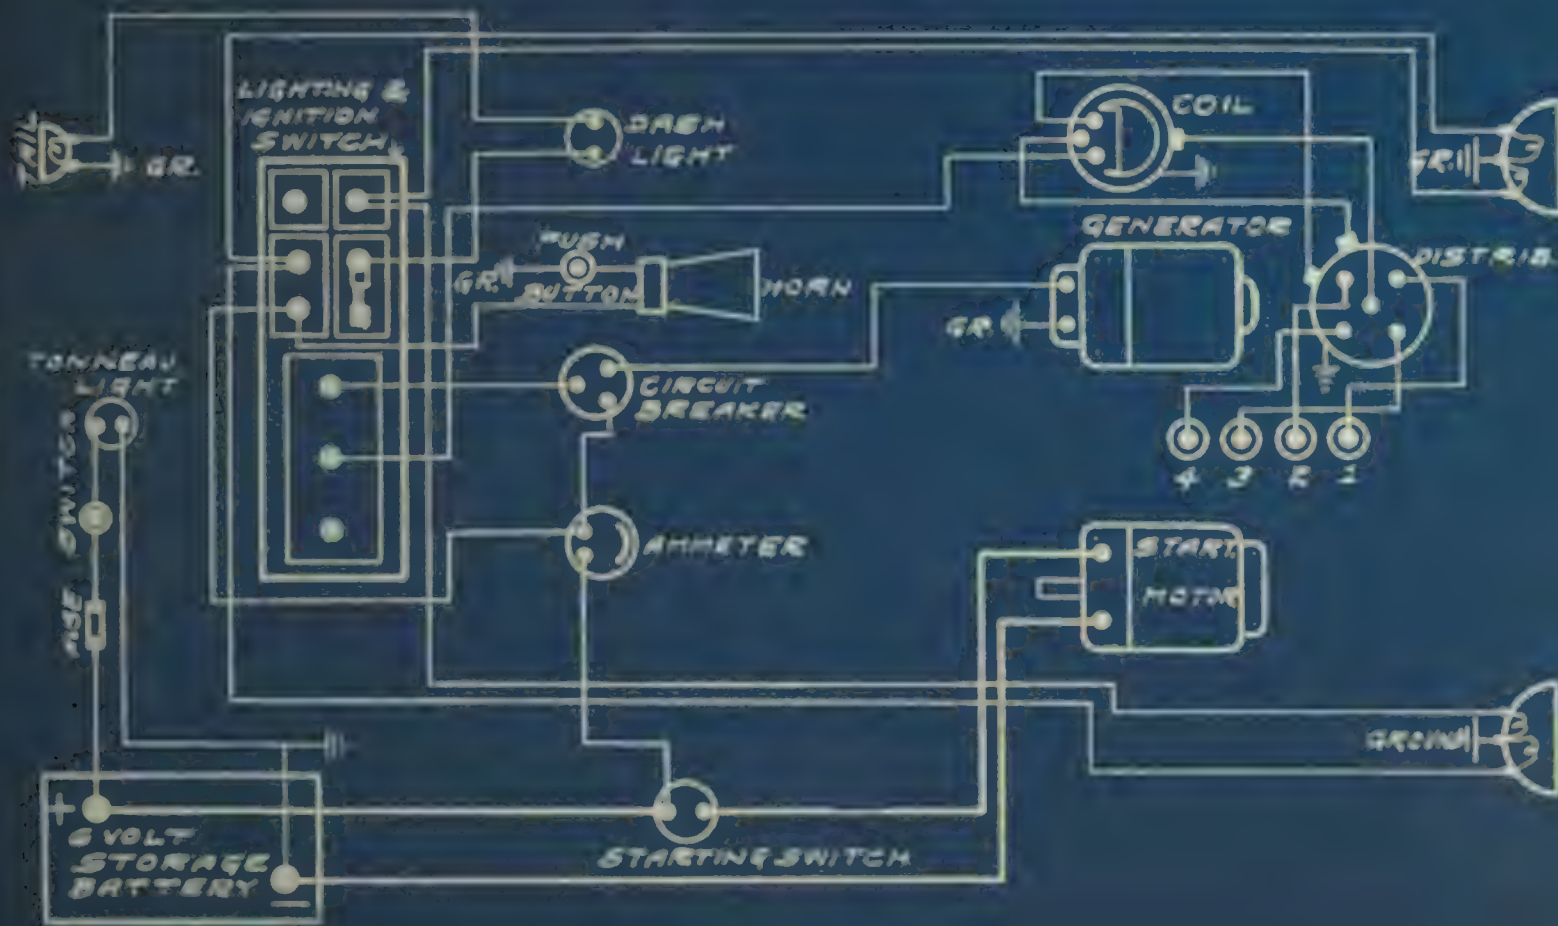 LIGHTING &
IGNITION
SWITCH
TAIL
GR.
DASH
LIGHT
COIL
GR.
GENERATOR
PUSH
BUTTON
GR.
HORN
DISTRIB.
GR.
TONNEAU
LIGHT
CIRCUIT
BREAKER
SWITCH
4 3 2 1
AMMETER
START.
MOTOR
FUSE
GROUND
+
6 VOLT
STORAGE
BATTERY
–
STARTING SWITCH